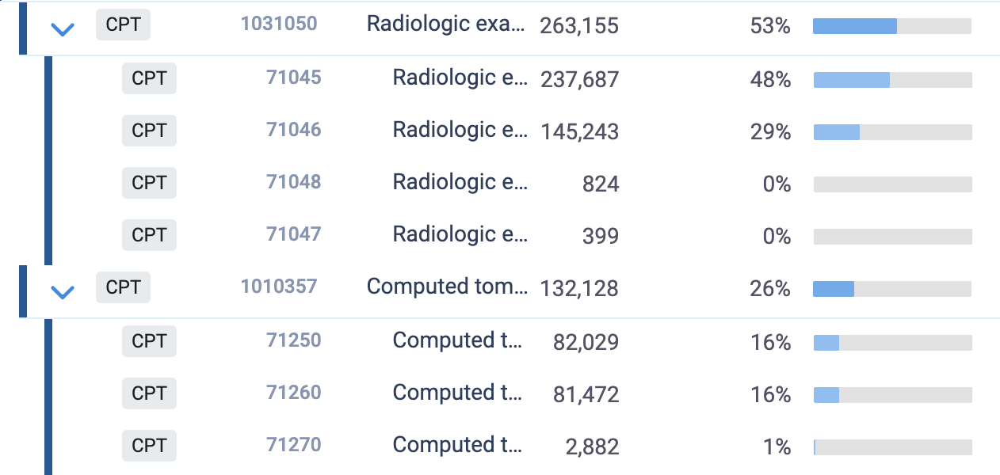 CPT 1031050 Radiologic exa... 263,155 53%
CPT 71045 Radiologic e... 237,687 48%
CPT 71046 Radiologic e... 145,243 29%
CPT 71048 Radiologic e... 824 0%
CPT 71047 Radiologic e... 399 0%
CPT 1010357 Computed tom... 132,128 26%
CPT 71250 Computed t... 82,029 16%
CPT 71260 Computed t... 81,472 16%
CPT 71270 Computed t... 2,882 1%